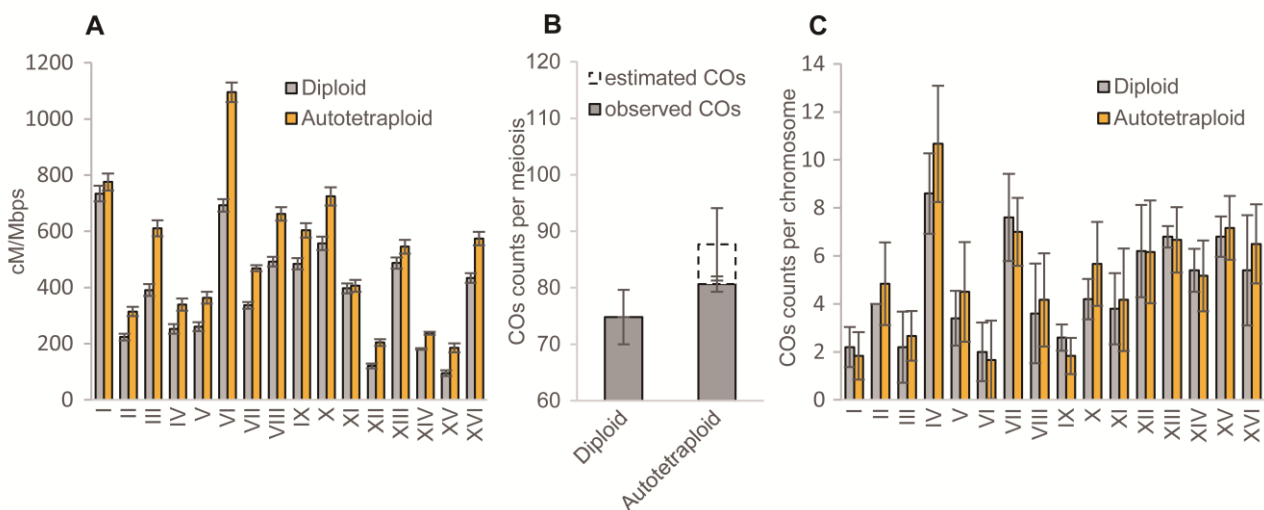 A
1200
1000
800
600
400
200
0
cM/Mbps
Diploid
Autotetraploid
I II III IV V VI VII VIII IX X XI XII XIII XIV XV XVI
B
120
110
100
90
80
70
60
COs counts per meiosis
estimated COs
observed COs
Diploid
Autotetraploid
C
14
12
10
8
6
4
2
0
COs counts per chromosome
Diploid
Autotetraploid
I II III IV V VI VII VIII IX X XI XII XIII XIV XV XVI